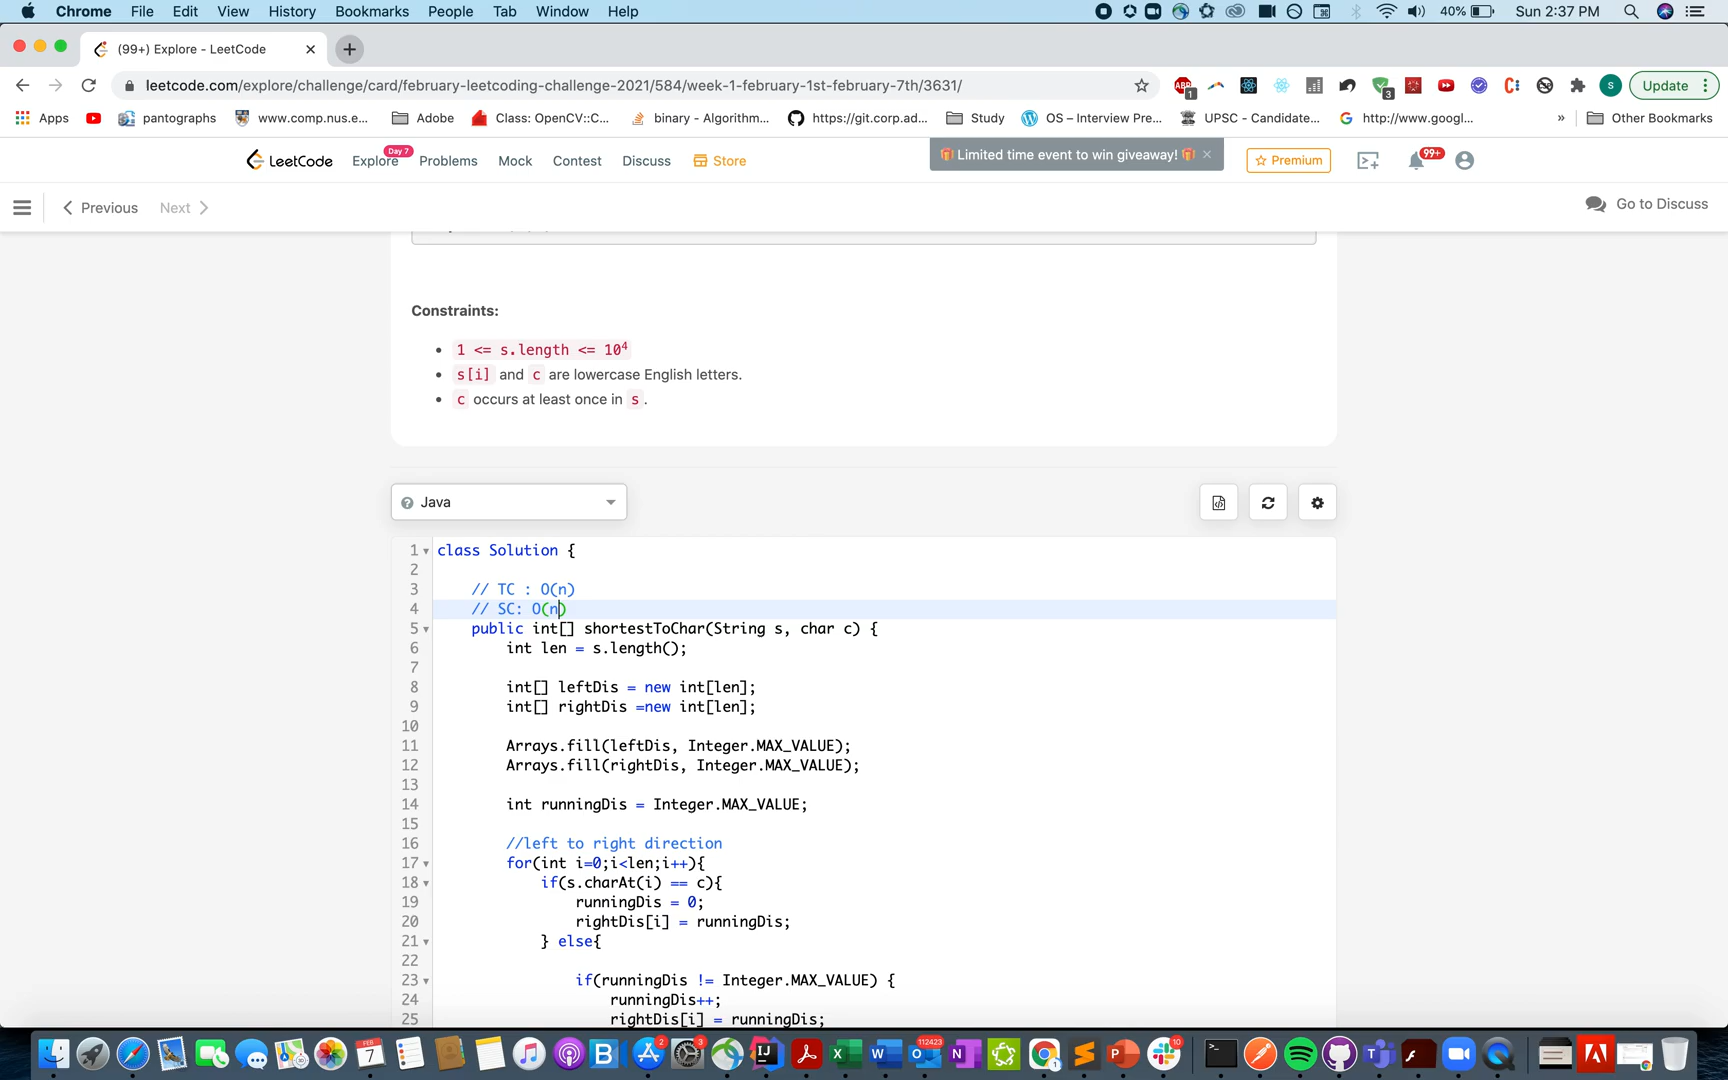 Chrome File Edit View History Bookmarks People Tab Window Help 40% Sun 2:37 PM
(99+) Explore - LeetCode
leetcode.com/explore/challenge/card/february-leetcoding-challenge-2021/584/week-1-february-1st-february-7th/3631/ ABP 1 3 S Update
Apps pantographs www.comp.nus.e... Adobe Class: OpenCV::C... binary - Algorithm... https://git.corp.ad... Study OS – Interview Pre... UPSC - Candidate... http://www.googl... » Other Bookmarks
LeetCode Explore Day 7 Problems Mock Contest Discuss Store Limited time event to win giveaway! Premium 99+
Previous Next Go to Discuss
Constraints:
1 <= s.length <= 10⁴
s[i] and c are lowercase English letters.
c occurs at least once in s .
Java
1 class Solution {
2
3 // TC : O(n)
4 // SC: O(n)
5 public int[] shortestToChar(String s, char c) {
6 int len = s.length();
7
8 int[] leftDis = new int[len];
9 int[] rightDis =new int[len];
10
11 Arrays.fill(leftDis, Integer.MAX_VALUE);
12 Arrays.fill(rightDis, Integer.MAX_VALUE);
13
14 int runningDis = Integer.MAX_VALUE;
15
16 //left to right direction
17 for(int i=0;i<len;i++){
18 if(s.charAt(i) == c){
19 runningDis = 0;
20 rightDis[i] = runningDis;
21 } else{
22
23 if(runningDis != Integer.MAX_VALUE) {
24 runningDis++;
25 rightDis[i] = runningDis;